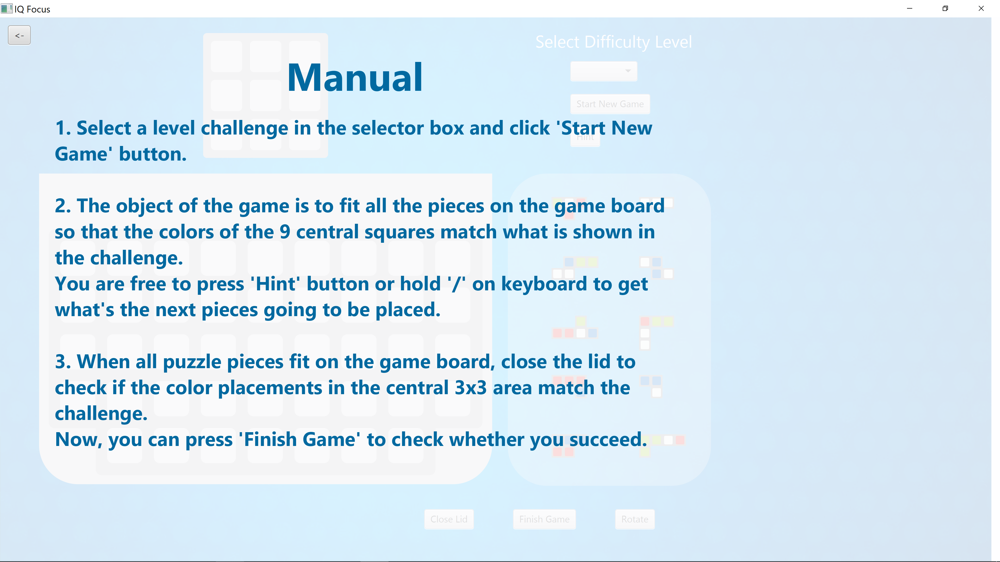 IQ Focus
<-
Select Difficulty Level
Manual
Start New Game
1. Select a level challenge in the selector box and click 'Start New
Hint
Game' button.
2. The object of the game is to fit all the pieces on the game board
so that the colors of the 9 central squares match what is shown in
the challenge.
You are free to press 'Hint' button or hold '/' on keyboard to get
what's the next pieces going to be placed.
3. When all puzzle pieces fit on the game board, close the lid to
check if the color placements in the central 3x3 area match the
challenge.
Now, you can press 'Finish Game' to check whether you succeed.
Close Lid
Finish Game
Rotate